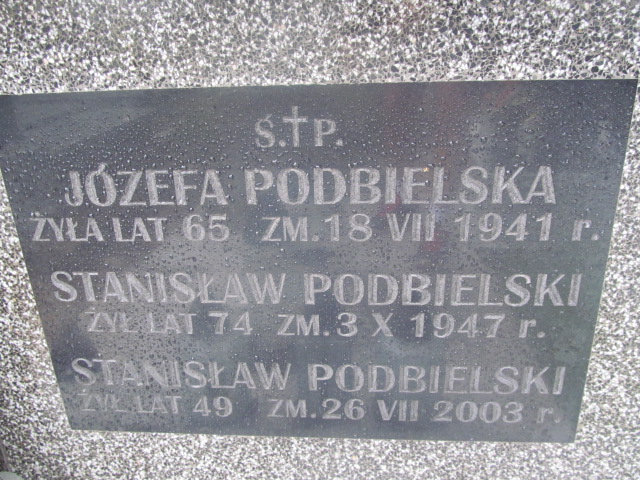 Ś.†P.
JÓZEFA PODBIELSKA
ŻYŁA LAT 65 ZM.18 VII 1941 r.
STANISŁAW PODBIELSKI
ŻYŁ LAT 74 ZM.3 X 1947 r.
STANISŁAW PODBIELSKI
ŻYŁ LAT 49 ZM.26 VII 2003 r.